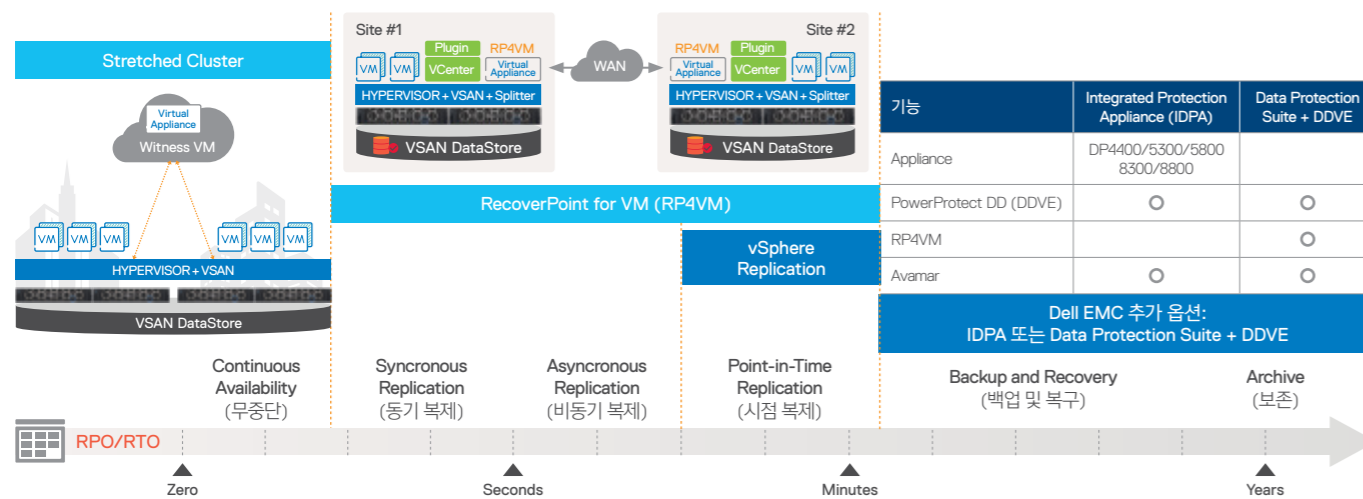 Stretched Cluster
Virtual
Appliance
Witness VM
VM VM VM
VM VM VM
HYPERVISOR + VSAN
VSAN DataStore
Site #1
Plugin
RP4VM
VM VM
VCenter
Virtual
Appliance
HYPERVISOR + VSAN + Splitter
VSAN DataStore
WAN
Site #2
RP4VM
Plugin
Virtual
Appliance
VCenter
VM VM
HYPERVISOR + VSAN + Splitter
VSAN DataStore
RecoverPoint for VM (RP4VM)
vSphere
Replication
기능
Integrated Protection
Appliance (IDPA)
Data Protection
Suite + DDVE
Appliance
DP4400/5300/5800
8300/8800
PowerProtect DD (DDVE)
RP4VM
Avamar
Dell EMC 추가 옵션:
IDPA 또는 Data Protection Suite + DDVE
Continuous
Availability
(무중단)
Syncronous
Replication
(동기 복제)
Asyncronous
Replication
(비동기 복제)
Point-in-Time
Replication
(시점 복제)
Backup and Recovery
(백업 및 복구)
Archive
(보존)
RPO/RTO
Zero
Seconds
Minutes
Years